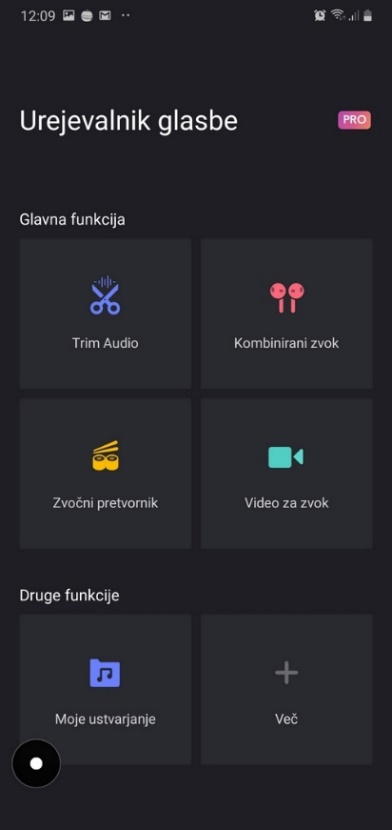 12:09
Urejevalnik glasbe
PRO
Glavna funkcija
Trim Audio
Kombinirani zvok
Zvočni pretvornik
Video za zvok
Druge funkcije
Moje ustvarjanje
Več